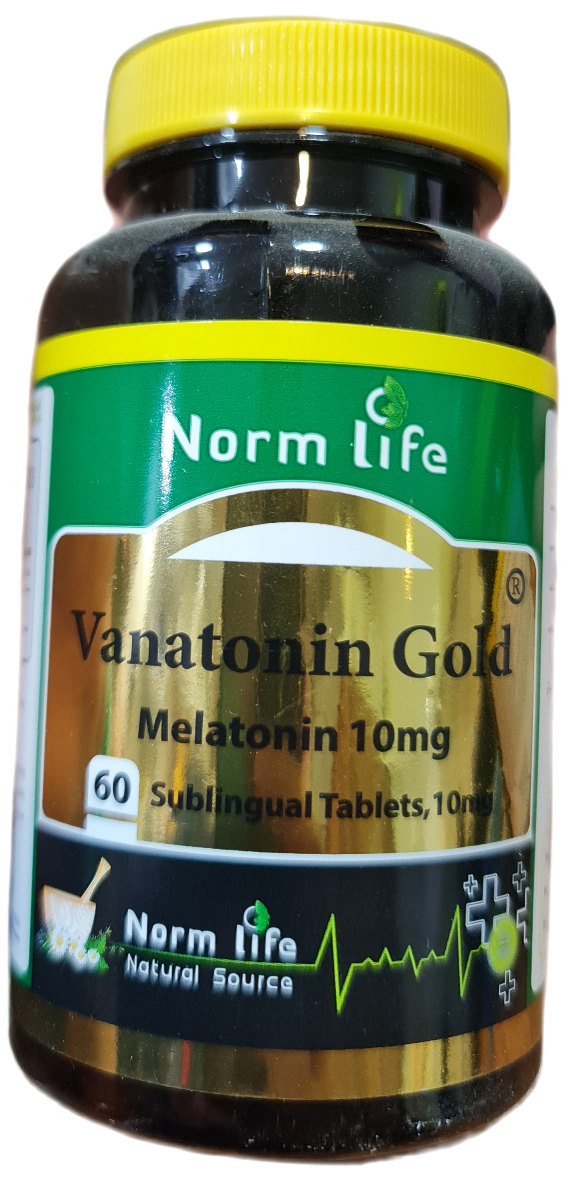 Norm life
Vanatonin Gold®
Melatonin 10mg
60 Sublingual Tablets, 10mg
Norm life
Natural Source